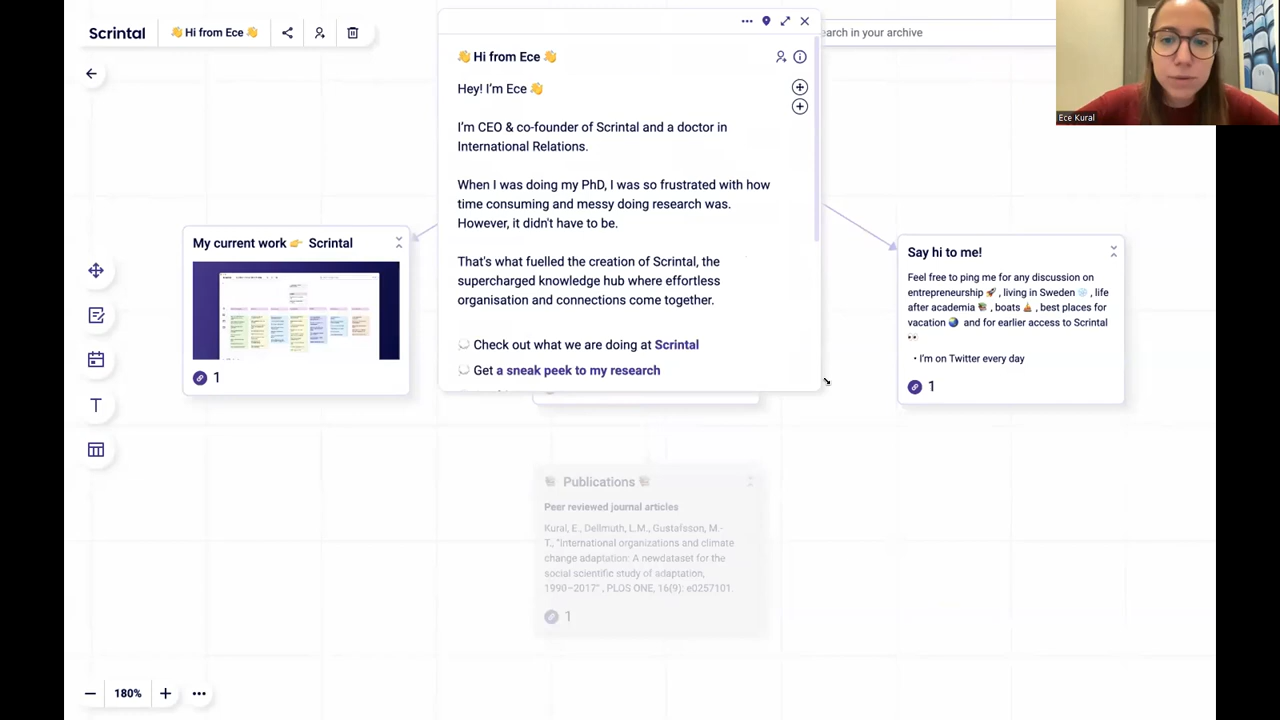 Scrintal
👋 Hi from Ece 👋
earch in your archive
Ece Kural
👋 Hi from Ece 👋
Hey! I'm Ece 👋
I'm CEO & co-founder of Scrintal and a doctor in
International Relations.
When I was doing my PhD, I was so frustrated with how
time consuming and messy doing research was.
However, it didn't have to be.
That's what fuelled the creation of Scrintal, the
supercharged knowledge hub where effortless
organisation and connections come together.
💭 Check out what we are doing at Scrintal
💭 Get a sneak peek to my research
My current work 👉 Scrintal
1
Say hi to me!
Feel free to ping me for any discussion on
entrepreneurship 🚀 , living in Sweden ❄️ , life
after academia 🎓 , boats ⛵ , best places for
vacation 🌍 and for earlier access to Scrintal
👀
• I'm on Twitter every day
1
📚 Publications 📚
Peer reviewed journal articles
Kural, E., Dellmuth, L.M., Gustafsson, M.-
T., "International organizations and climate
change adaptation: A newdataset for the
social scientific study of adaptation,
1990–2017" , PLOS ONE, 16(9): e0257101.
1
180%